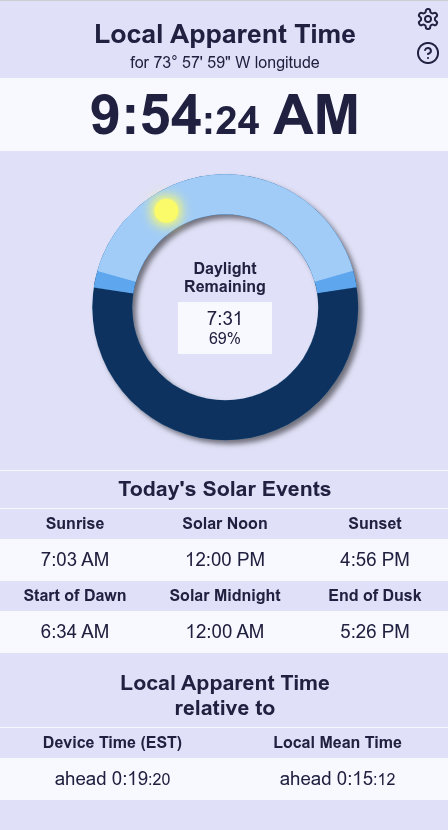 Local Apparent Time
for 73° 57' 59" W longitude
9:54:24 AM
Daylight
Remaining
7:31
69%
Today's Solar Events
Sunrise Solar Noon Sunset
7:03 AM 12:00 PM 4:56 PM
Start of Dawn Solar Midnight End of Dusk
6:34 AM 12:00 AM 5:26 PM
Local Apparent Time
relative to
Device Time (EST) Local Mean Time
ahead 0:19:20 ahead 0:15:12